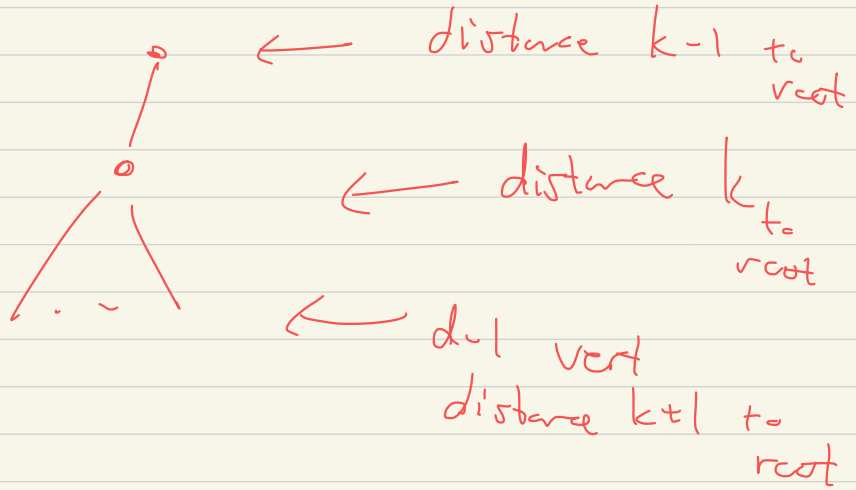 distance k-1 to
root
distance k
to
root
d-1 vert
distance k+1 to
root